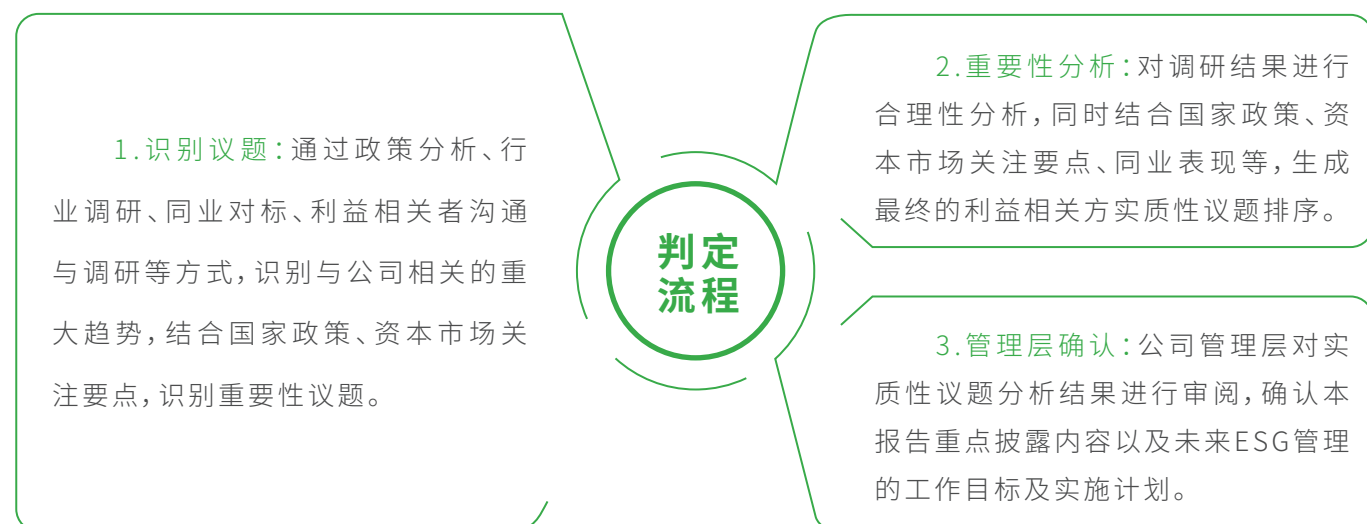 1.识别议题:通过政策分析、行
业调研、同业对标、利益相关者沟通
与调研等方式,识别与公司相关的重
大趋势,结合国家政策、资本市场关
注要点,识别重要性议题。
判定
流程
2.重要性分析:对调研结果进行
合理性分析,同时结合国家政策、资
本市场关注要点、同业表现等,生成
最终的利益相关方实质性议题排序。
3.管理层确认:公司管理层对实
质性议题分析结果进行审阅,确认本
报告重点披露内容以及未来ESG管理
的工作目标及实施计划。